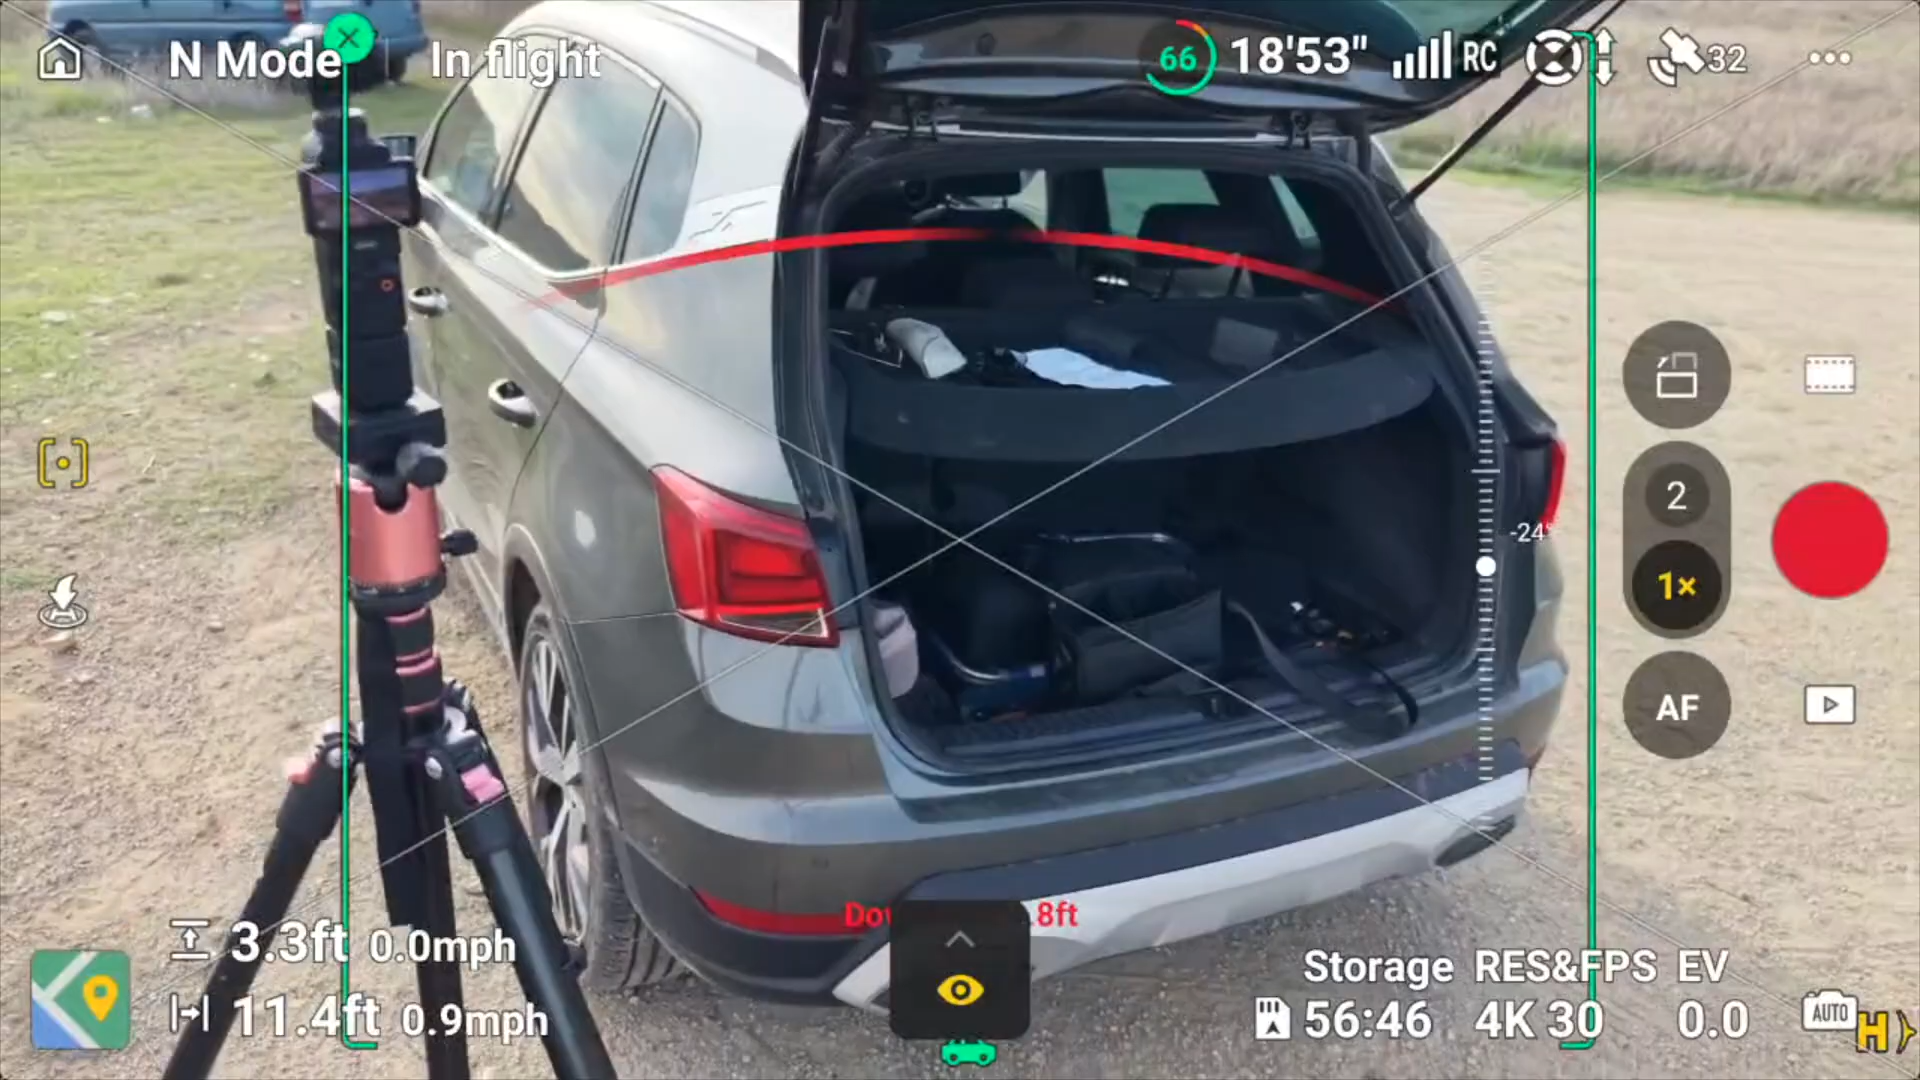 N Mode
In flight
66
18'53"
RC
32
-24°
2
1×
AF
8ft
3.3ft 0.0mph
11.4ft 0.9mph
Storage RES&FPS EV
56:46 4K 30 0.0
AUTO
H